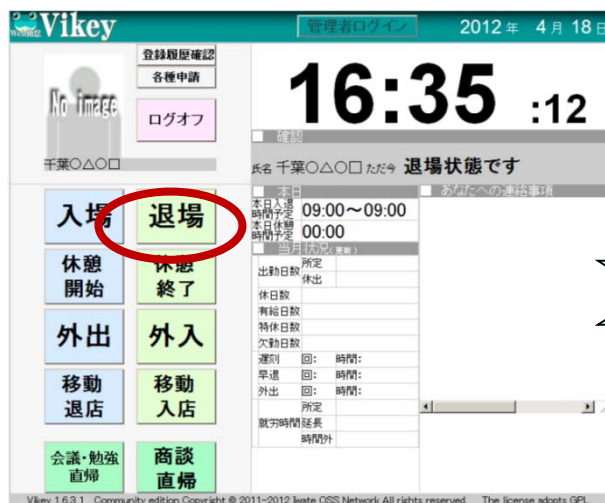 Web勤怠 Vikey 管理者ログイン 2012 年 4 月 18 日
No image
登録履歴確認
各種申請
ログオフ
千葉○△○□
16:35 :12
■ 確認
氏名 千葉○△○□ ただ今 退場状態です
入場 退場
休憩開始 休憩終了
外出 外入
移動退店 移動入店
会議・勉強直帰 商談直帰
■ 本日
本日入退時間予定 09:00～09:00
本日休憩時間予定 00:00
■ 当月状況(更新)
出勤日数 所定
休出
休日数
有給日数
特休日数
欠勤日数
遅刻 回: 時間:
早退 回: 時間:
外出 回: 時間:
就労時間 所定
延長
時間外
■ あなたへの連絡事項
Vikey 1.6.3.1 Community edition Copyright © 2011-2012 Iwate OSS Network All rights reserved. The license adopts GPL